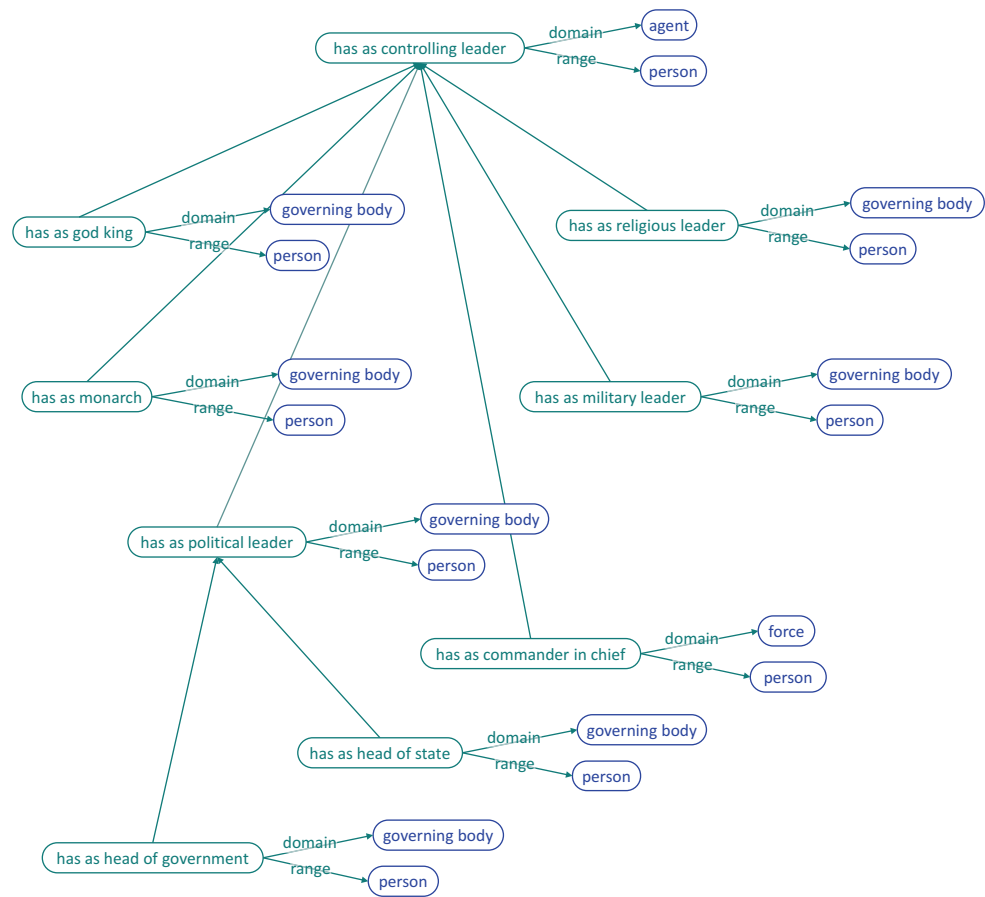 has as controlling leader
domain
agent
range
person
has as god king
domain
governing body
range
person
has as religious leader
domain
governing body
range
person
has as monarch
domain
governing body
range
person
has as military leader
domain
governing body
range
person
has as political leader
domain
governing body
range
person
has as commander in chief
domain
force
range
person
has as head of state
domain
governing body
range
person
has as head of government
domain
governing body
range
person